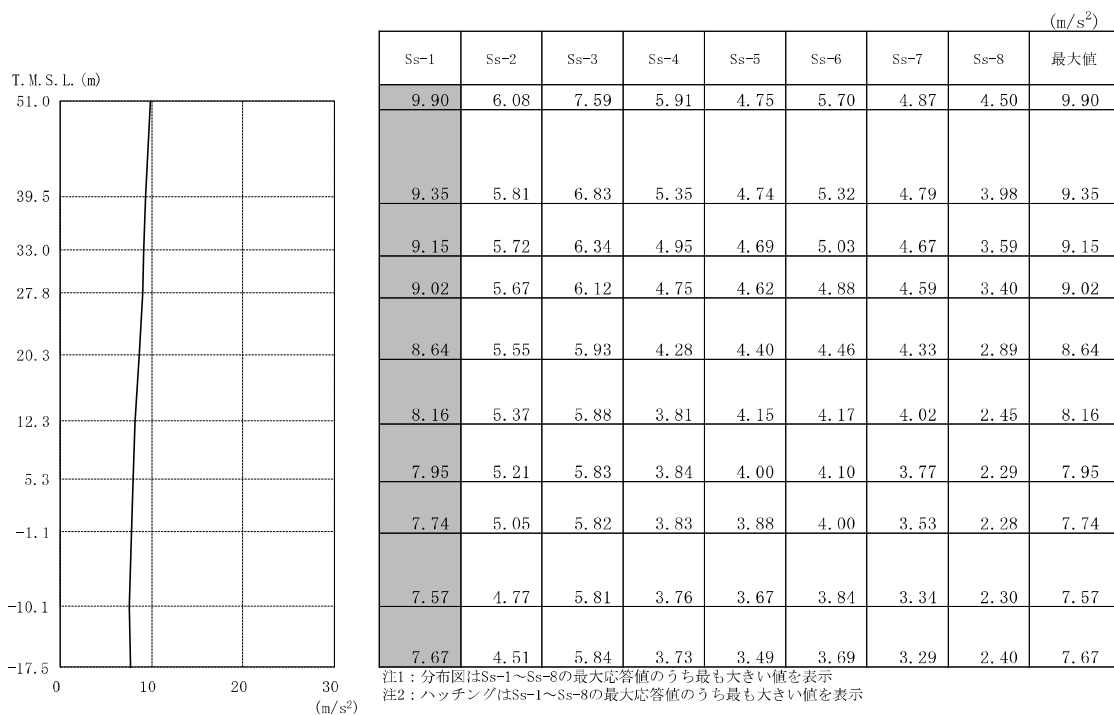 (m/s²)
Ss-1 Ss-2 Ss-3 Ss-4 Ss-5 Ss-6 Ss-7 Ss-8 最大値
T.M.S.L.(m)
51.0 9.90 6.08 7.59 5.91 4.75 5.70 4.87 4.50 9.90
39.5 9.35 5.81 6.83 5.35 4.74 5.32 4.79 3.98 9.35
33.0 9.15 5.72 6.34 4.95 4.69 5.03 4.67 3.59 9.15
27.8 9.02 5.67 6.12 4.75 4.62 4.88 4.59 3.40 9.02
20.3 8.64 5.55 5.93 4.28 4.40 4.46 4.33 2.89 8.64
12.3 8.16 5.37 5.88 3.81 4.15 4.17 4.02 2.45 8.16
5.3 7.95 5.21 5.83 3.84 4.00 4.10 3.77 2.29 7.95
-1.1 7.74 5.05 5.82 3.83 3.88 4.00 3.53 2.28 7.74
-10.1 7.57 4.77 5.81 3.76 3.67 3.84 3.34 2.30 7.57
-17.5 7.67 4.51 5.84 3.73 3.49 3.69 3.29 2.40 7.67
0 10 20 30
(m/s²)
注1：分布図はSs-1～Ss-8の最大応答値のうち最も大きい値を表示
注2：ハッチングはSs-1～Ss-8の最大応答値のうち最も大きい値を表示